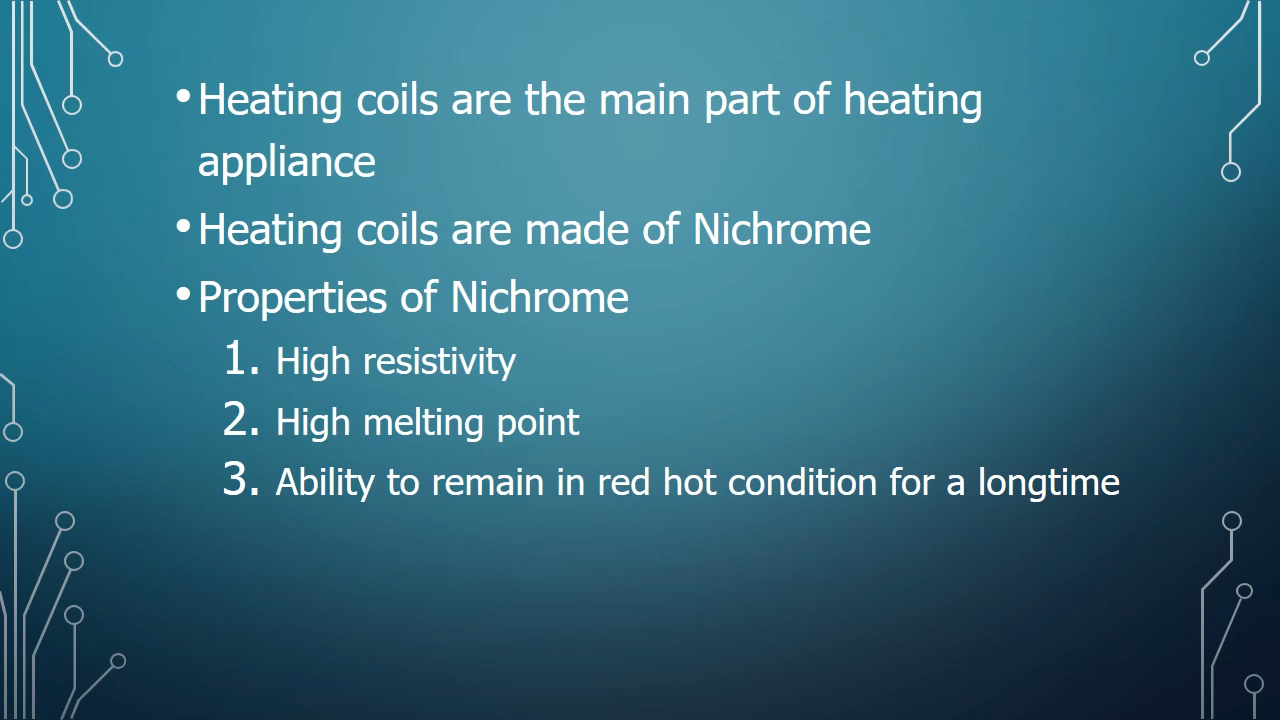 • Heating coils are the main part of heating
appliance
• Heating coils are made of Nichrome
• Properties of Nichrome
1. High resistivity
2. High melting point
3. Ability to remain in red hot condition for a longtime